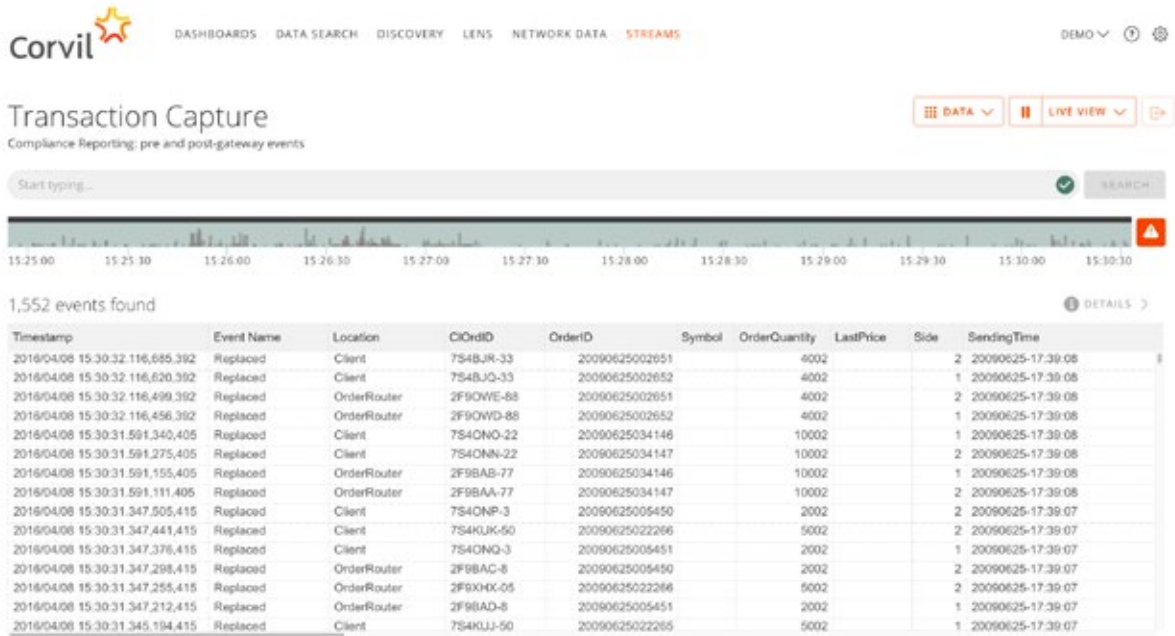 Corvil
DASHBOARDS DATA SEARCH DISCOVERY LENS NETWORK DATA STREAMS DEMO
Transaction Capture
DATA LIVE VIEW
Compliance Reporting: pre and post-gateway events
Start typing... SEARCH
15:25:00 15:25:30 15:26:00 15:26:30 15:27:00 15:27:30 15:28:00 15:28:30 15:29:00 15:29:30 15:30:00 15:30:30
1,552 events found DETAILS
Timestamp Event Name Location ClOrdID OrderID Symbol OrderQuantity LastPrice Side SendingTime
2016/04/08 15:30:32.116,685,392 Replaced Client 7S4BJR-33 20090625002651 4002 2 20090625-17:39:08
2016/04/08 15:30:32.116,620,392 Replaced Client 7S4BJQ-33 20090625002652 4002 1 20090625-17:39:08
2016/04/08 15:30:32.116,499,392 Replaced OrderRouter 2F9OWE-88 20090625002651 4002 2 20090625-17:39:08
2016/04/08 15:30:32.116,456,392 Replaced OrderRouter 2F9OWD-88 20090625002652 4002 1 20090625-17:39:08
2016/04/08 15:30:31.591,340,405 Replaced Client 7S4ONO-22 20090625034146 10002 1 20090625-17:39:08
2016/04/08 15:30:31.591,275,405 Replaced Client 7S4ONN-22 20090625034147 10002 2 20090625-17:39:08
2016/04/08 15:30:31.591,155,405 Replaced OrderRouter 2F9BAB-77 20090625034146 10002 1 20090625-17:39:08
2016/04/08 15:30:31.591,111,405 Replaced OrderRouter 2F9BAA-77 20090625034147 10002 2 20090625-17:39:08
2016/04/08 15:30:31.347,505,415 Replaced Client 7S4ONP-3 20090625005450 2002 2 20090625-17:39:07
2016/04/08 15:30:31.347,441,415 Replaced Client 7S4KUK-50 20090625022266 5002 2 20090625-17:39:07
2016/04/08 15:30:31.347,376,415 Replaced Client 7S4ONQ-3 20090625005451 2002 1 20090625-17:39:07
2016/04/08 15:30:31.347,298,415 Replaced OrderRouter 2F9BAC-8 20090625005450 2002 2 20090625-17:39:07
2016/04/08 15:30:31.347,255,415 Replaced OrderRouter 2F9XHX-05 20090625022266 5002 2 20090625-17:39:07
2016/04/08 15:30:31.347,212,415 Replaced OrderRouter 2F9BAD-8 20090625005451 2002 1 20090625-17:39:07
2016/04/08 15:30:31.345,194,415 Replaced Client 7S4KUJ-50 20090625022265 5002 1 20090625-17:39:07